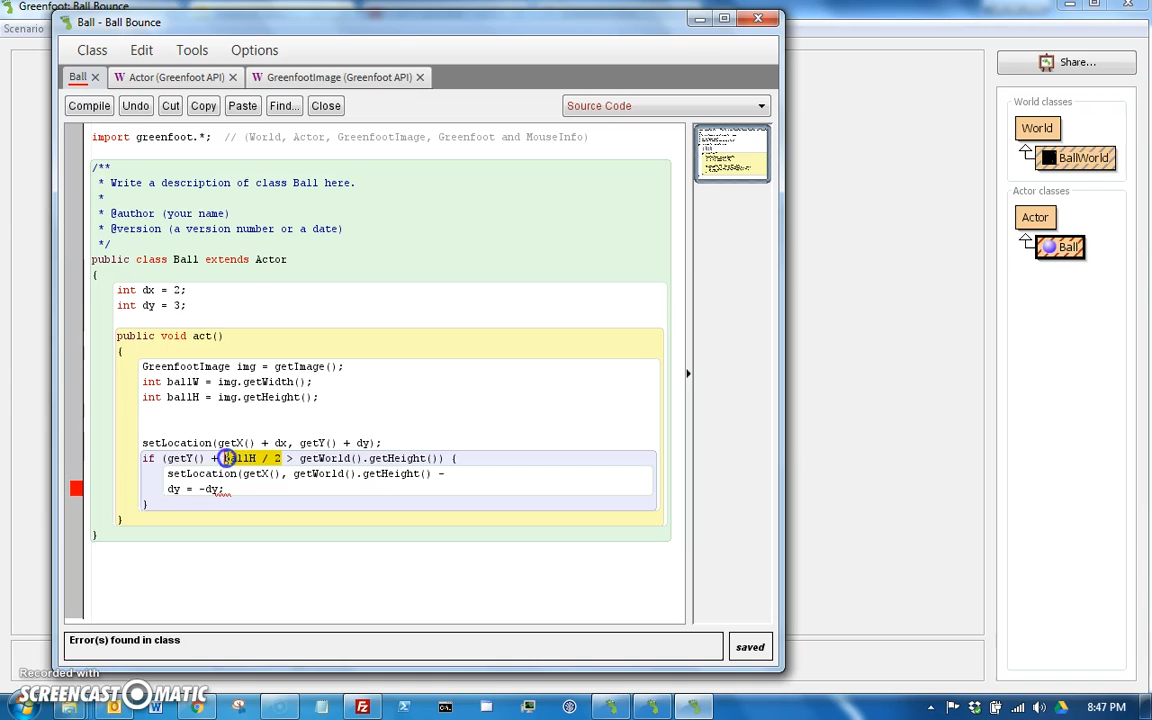 Greenfoot: Ball Bounce
Scenario
Ball - Ball Bounce
Class Edit Tools Options
Ball Actor (Greenfoot API) GreenfootImage (Greenfoot API)
Compile Undo Cut Copy Paste Find... Close Source Code
import greenfoot.*;  // (World, Actor, GreenfootImage, Greenfoot and MouseInfo)
/**
 * Write a description of class Ball here.
 *
 * @author (your name)
 * @version (a version number or a date)
 */
public class Ball extends Actor
{
int dx = 2;
int dy = 3;
public void act()
{
GreenfootImage img = getImage();
int ballW = img.getWidth();
int ballH = img.getHeight();
setLocation(getX() + dx, getY() + dy);
if (getY() + ballH / 2 > getWorld().getHeight()) {
setLocation(getX(), getWorld().getHeight() -
dy = -dy;
}
}
}
Error(s) found in class
saved
Share...
World classes
World
BallWorld
Actor classes
Actor
Ball
Recorded with
SCREENCAST-O-MATIC
8:47 PM